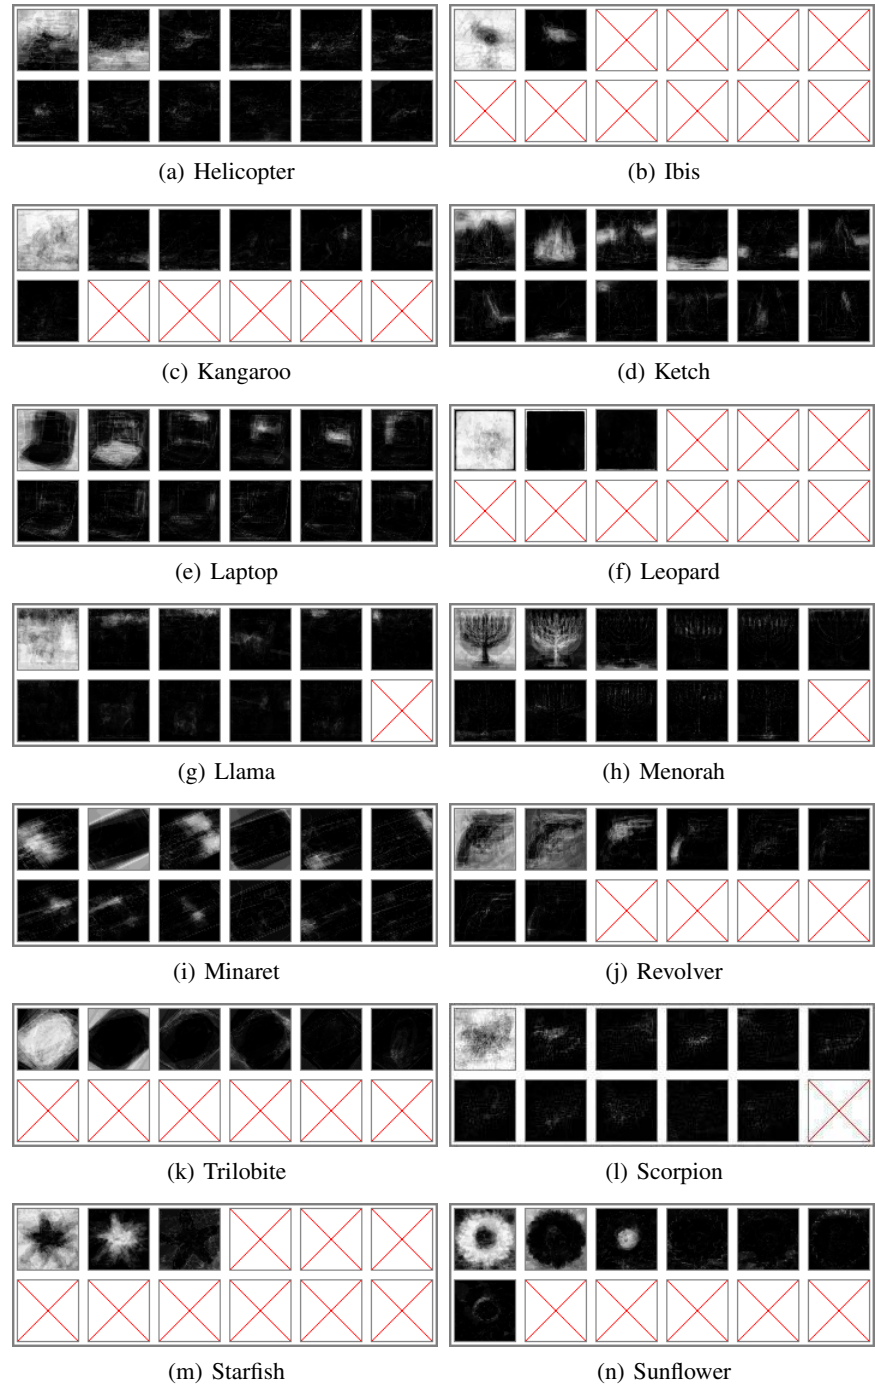 (a) Helicopter
(b) Ibis
(c) Kangaroo
(d) Ketch
(e) Laptop
(f) Leopard
(g) Llama
(h) Menorah
(i) Minaret
(j) Revolver
(k) Trilobite
(l) Scorpion
(m) Starfish
(n) Sunflower